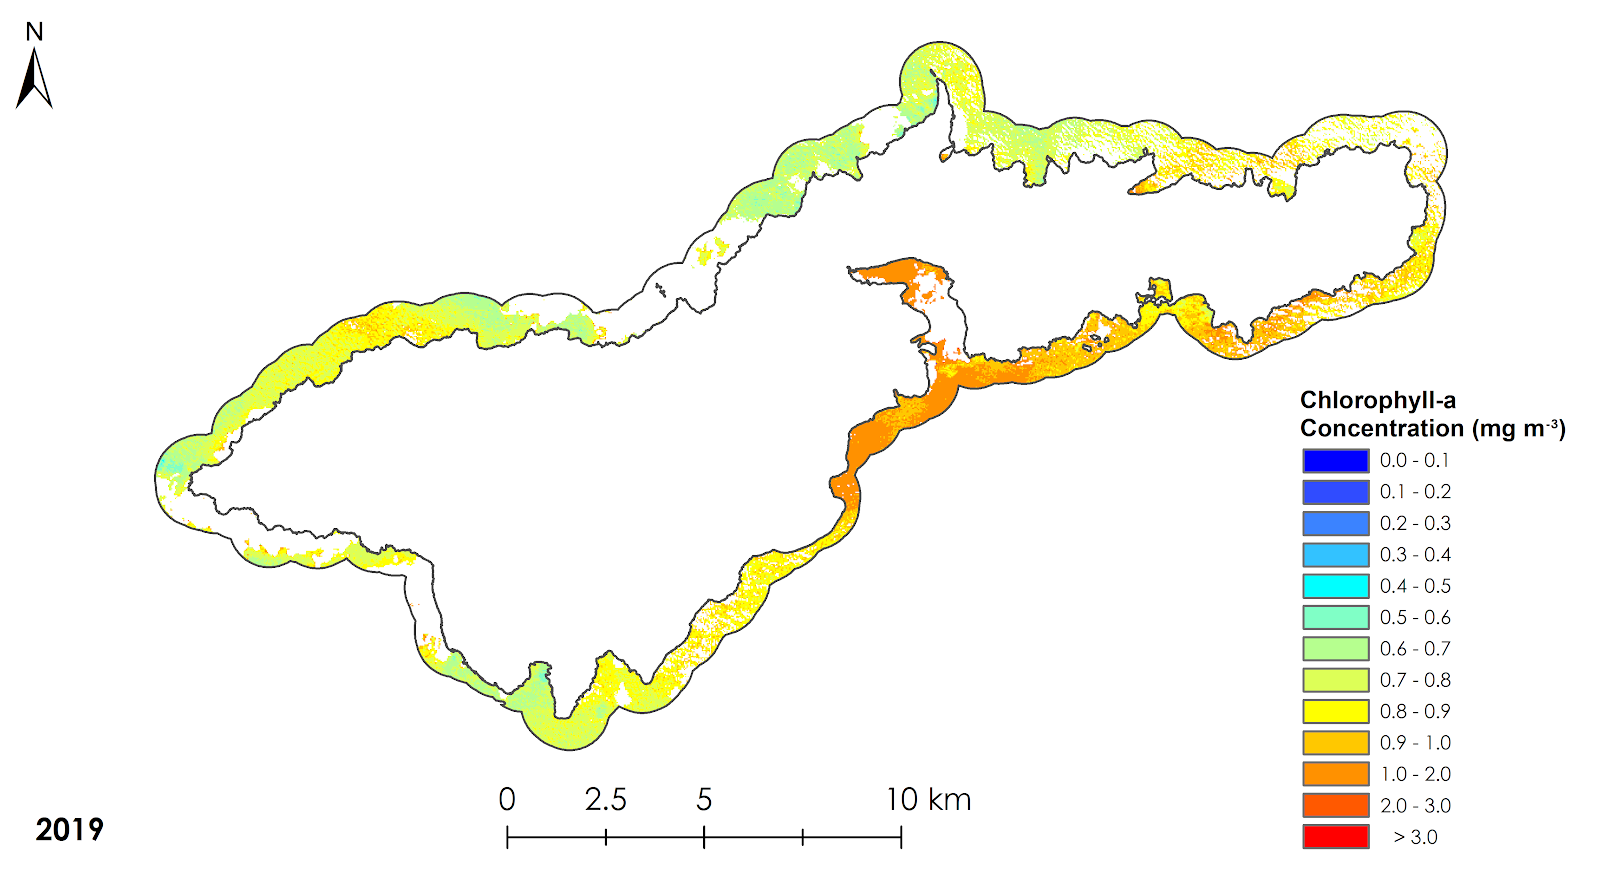 N
Chlorophyll-a
Concentration (mg m-3)
0.0 - 0.1
0.1 - 0.2
0.2 - 0.3
0.3 - 0.4
0.4 - 0.5
0.5 - 0.6
0.6 - 0.7
0.7 - 0.8
0.8 - 0.9
0.9 - 1.0
1.0 - 2.0
2.0 - 3.0
> 3.0
0 2.5 5 10 km
2019